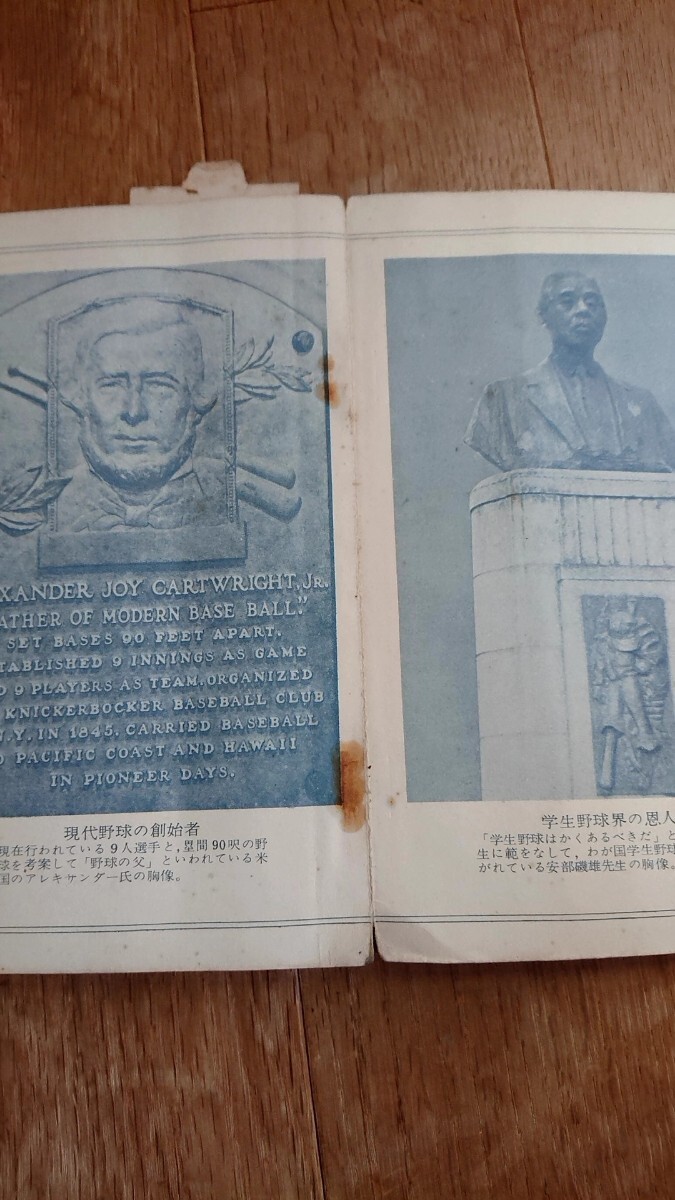 XANDER JOY CARTWRIGHT, JR.
ATHER OF MODERN BASE BALL."
SET BASES 90 FEET APART.
TABLISHED 9 INNINGS AS GAME
D 9 PLAYERS AS TEAM. ORGANIZED
KNICKERBOCKER BASEBALL CLUB
N.Y. IN 1845. CARRIED BASEBALL
O PACIFIC COAST AND HAWAII
IN PIONEER DAYS.
現代野球の創始者
現在行われている9人選手と,塁間90呎の野
球を考案して「野球の父」といわれている米
国のアレキサンダー氏の胸像。
学生野球界の恩人
「学生野球はかくあるべきだ」と
生に範をなして,わが国学生野球
がれている安部磯雄先生の胸像。